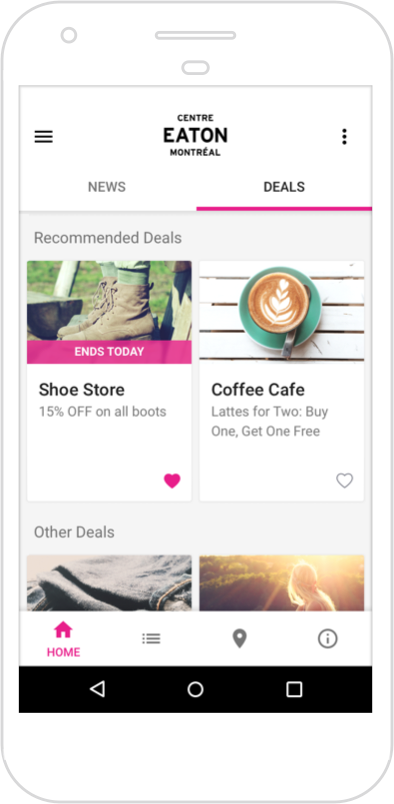 CENTRE
EATON
MONTRÉAL
NEWS
DEALS
Recommended Deals
ENDS TODAY
Shoe Store
15% OFF on all boots
Coffee Cafe
Lattes for Two: Buy
One, Get One Free
Other Deals
HOME